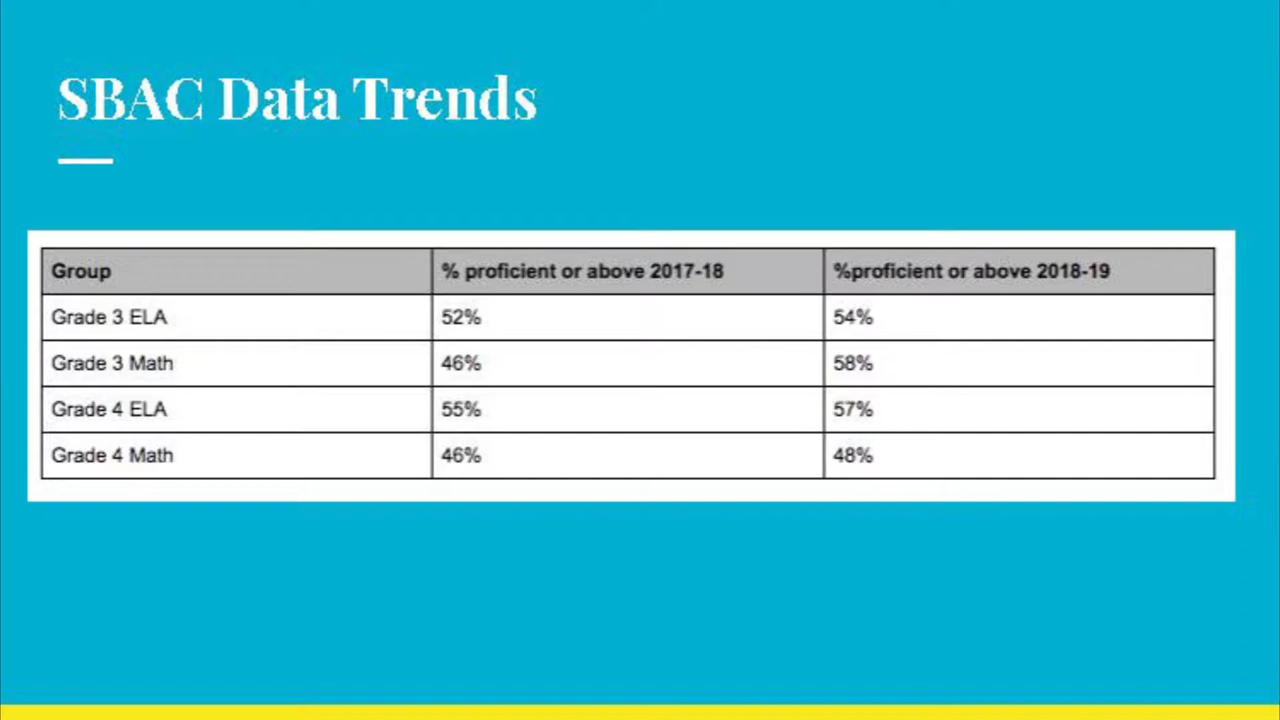 SBAC Data Trends
Group % proficient or above 2017-18 %proficient or above 2018-19
Grade 3 ELA 52% 54%
Grade 3 Math 46% 58%
Grade 4 ELA 55% 57%
Grade 4 Math 46% 48%